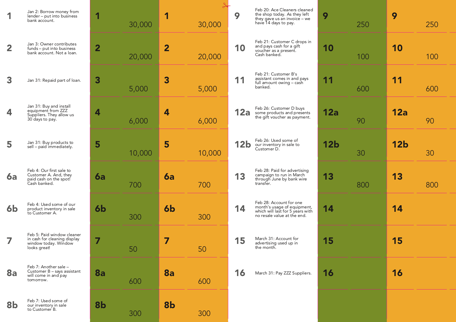 1
Jan 2: Borrow money from
lender – put into business
bank account.
1
30,000
1
30,000
2
Jan 3: Owner contributes
funds – put into business
bank account. Not a loan.
2
20,000
2
20,000
3
Jan 31: Repaid part of loan.
3
5,000
3
5,000
4
Jan 31: Buy and install
equipment from ZZZ
Suppliers. They allow us
30 days to pay.
4
6,000
4
6,000
5
Jan 31: Buy products to
sell – paid immediately.
5
10,000
5
10,000
6a
Feb 4: Our first sale to
Customer A. And, they
paid cash on the spot!
Cash banked.
6a
700
6a
700
6b
Feb 4: Used some of our
product inventory in sale
to Customer A.
6b
300
6b
300
7
Feb 5: Paid window cleaner
in cash for cleaning display
window today. Window
looks great!
7
50
7
50
8a
Feb 7: Another sale –
Customer B – says assistant
will come in and pay
tomorrow.
8a
600
8a
600
8b
Feb 7: Used some of
our inventory in sale
to Customer B.
8b
300
8b
300
9
Feb 20: Ace Cleaners cleaned
the shop today. As they left
they gave us an invoice – we
have 14 days to pay.
9
250
9
250
10
Feb 21: Customer C drops in
and pays cash for a gift
voucher as a present.
Cash banked.
10
100
10
100
11
Feb 21: Customer B's
assistant comes in and pays
full amount owing – cash
banked.
11
600
11
600
12a
Feb 26: Customer D buys
some products and presents
the gift voucher as payment.
12a
90
12a
90
12b
Feb 26: Used some of
our inventory in sale to
Customer D.
12b
30
12b
30
13
Feb 28: Paid for advertising
campaign to run in March
through June by bank wire
transfer.
13
800
13
800
14
Feb 28: Account for one
month's usage of equipment,
which will last for 5 years with
no resale value at the end.
14
14
15
March 31: Account for
advertising used up in
the month.
15
15
16
March 31: Pay ZZZ Suppliers.
16
16